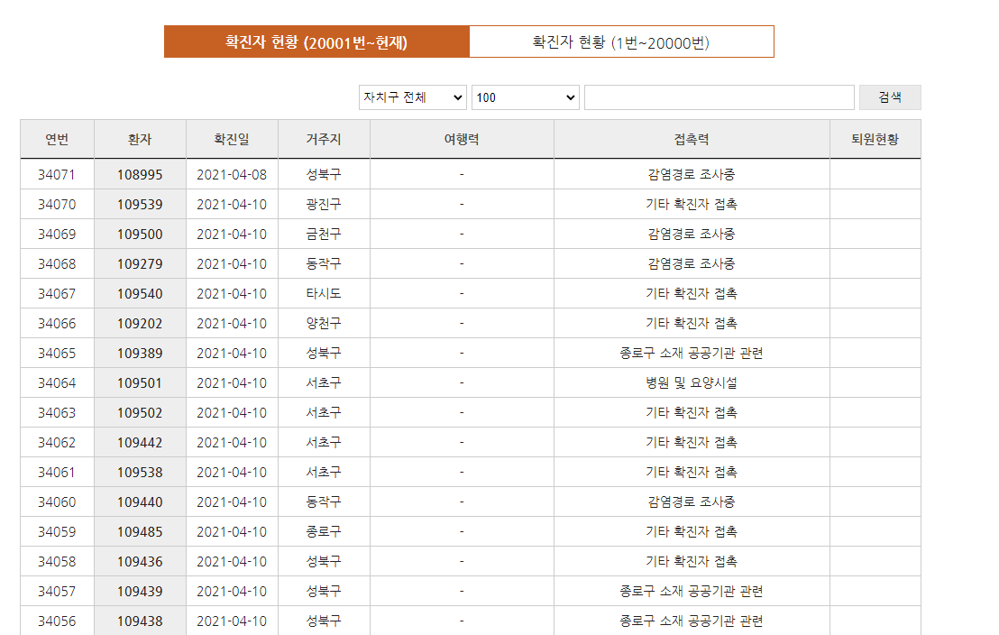 확진자 현황 (20001번~현재) 확진자 현황 (1번~20000번)
자치구 전체 100 검색
연번 환자 확진일 거주지 여행력 접촉력 퇴원현황
34071 108995 2021-04-08 성북구 - 감염경로 조사중
34070 109539 2021-04-10 광진구 - 기타 확진자 접촉
34069 109500 2021-04-10 금천구 - 감염경로 조사중
34068 109279 2021-04-10 동작구 - 감염경로 조사중
34067 109540 2021-04-10 타시도 - 기타 확진자 접촉
34066 109202 2021-04-10 양천구 - 기타 확진자 접촉
34065 109389 2021-04-10 성북구 - 종로구 소재 공공기관 관련
34064 109501 2021-04-10 서초구 - 병원 및 요양시설
34063 109502 2021-04-10 서초구 - 기타 확진자 접촉
34062 109442 2021-04-10 서초구 - 기타 확진자 접촉
34061 109538 2021-04-10 서초구 - 기타 확진자 접촉
34060 109440 2021-04-10 동작구 - 감염경로 조사중
34059 109485 2021-04-10 종로구 - 기타 확진자 접촉
34058 109436 2021-04-10 성북구 - 기타 확진자 접촉
34057 109439 2021-04-10 성북구 - 종로구 소재 공공기관 관련
34056 109438 2021-04-10 성북구 - 종로구 소재 공공기관 관련